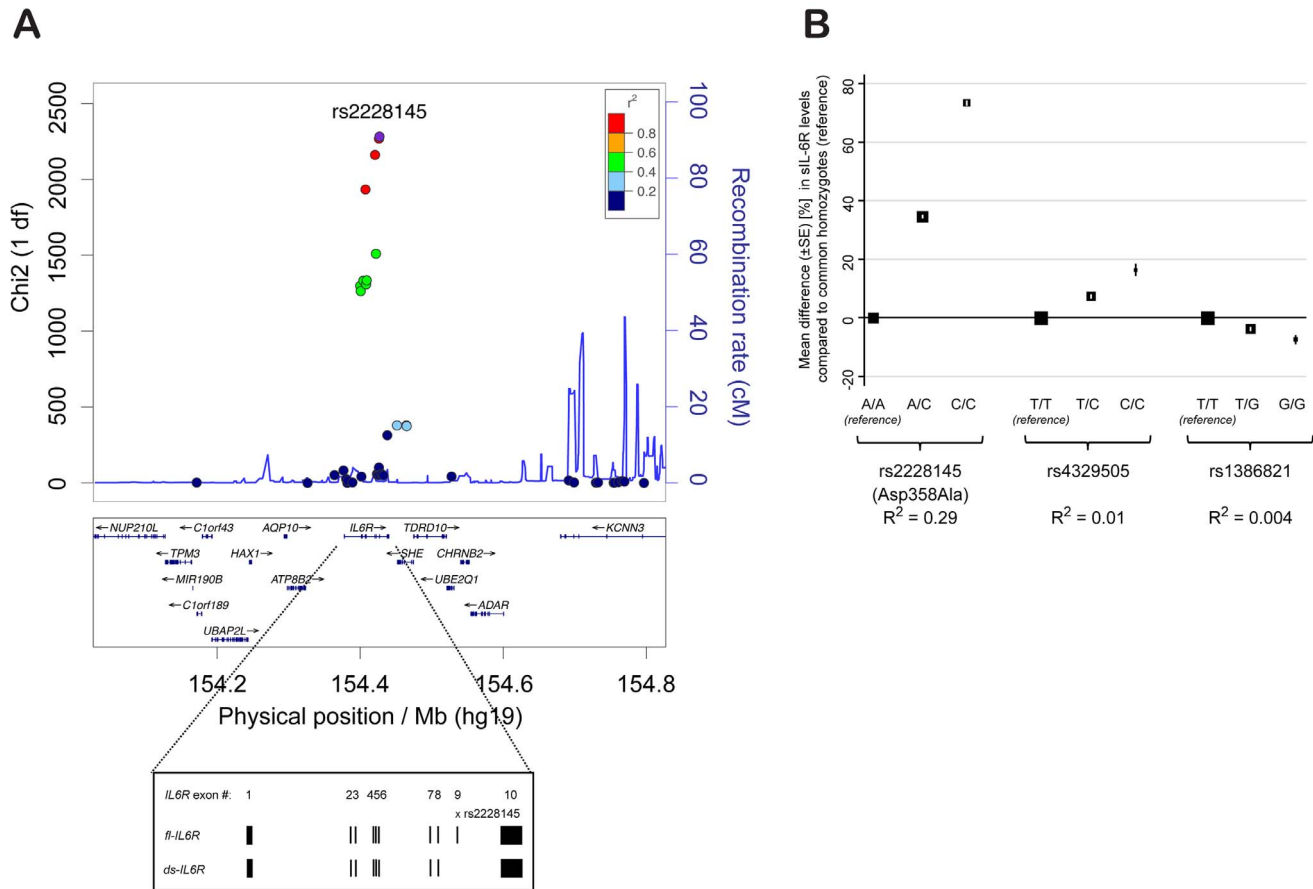 A
Chi2 (1 df)
2500
2000
1500
1000
500
0
rs2228145
r²
0.8
0.6
0.4
0.2
100
80
60
40
20
0
Recombination rate (cM)
←NUP210L
←C1orf43
AQP10→
IL6R→
TDRD10→
←KCNN3
←TPM3
HAX1→
←SHE
CHRNB2→
←MIR190B
ATP8B2→
←UBE2Q1
←C1orf189
←ADAR
UBAP2L→
154.2
154.4
154.6
154.8
Physical position / Mb (hg19)
IL6R exon #: 1 23 456 78 9 10
x rs2228145
fl-IL6R
ds-IL6R
B
Mean difference (±SE) [%] in sIL-6R levels
compared to common homozygotes (reference)
80
60
40
20
0
-20
A/A A/C C/C T/T T/C C/C T/T T/G G/G
(reference) (reference) (reference)
rs2228145 rs4329505 rs1386821
(Asp358Ala)
R² = 0.29 R² = 0.01 R² = 0.004